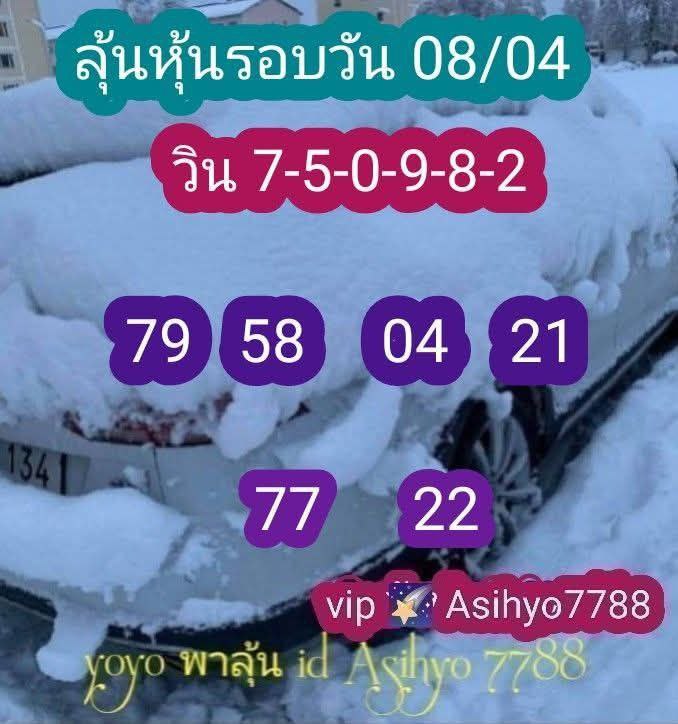 ลุ้นหุ้นรอบวัน 08/04
วิน 7-5-0-9-8-2
79 58 04 21
134
77 22
vip 🌠 Asihyo7788
yoyo พาลุ้น id Asihyo 7788